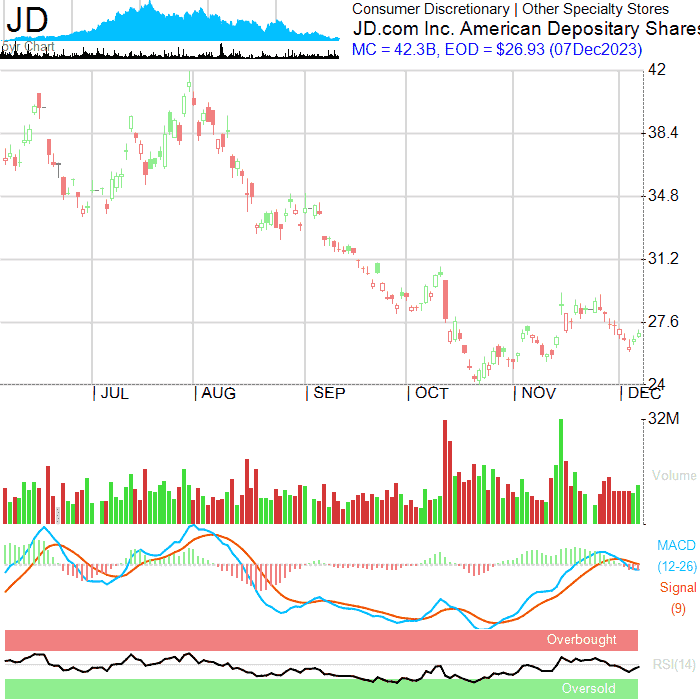 JD
Consumer Discretionary | Other Specialty Stores
JD.com Inc. American Depositary Shares
MC = 42.3B, EOD = $26.93 (07Dec2023)
Chart
42
38.4
34.8
31.2
27.6
24
| JUL | AUG | SEP | OCT | NOV | DEC
32M
Volume
MACD
(12-26)
Signal
(9)
Overbought
RSI(14)
Oversold